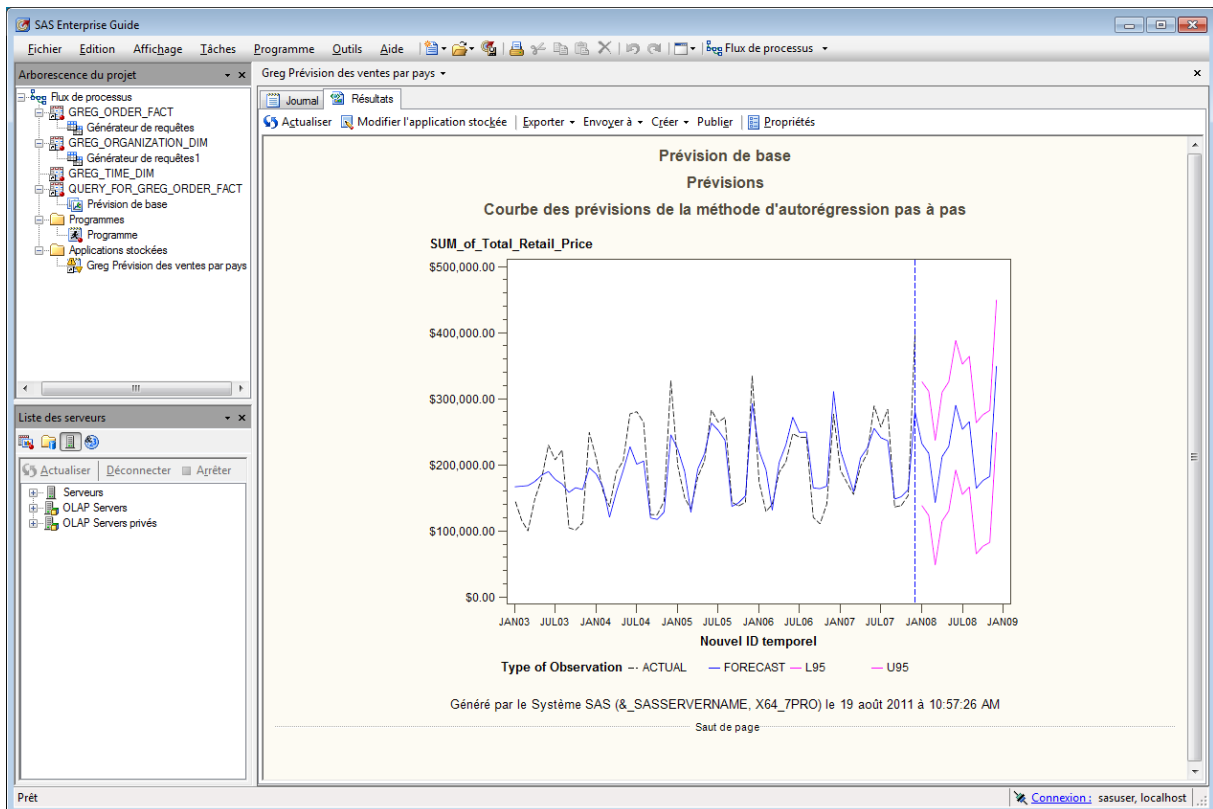 SAS Enterprise Guide
Fichier Edition Affichage Tâches Programme Outils Aide Flux de processus
Arborescence du projet
Flux de processus
GREG_ORDER_FACT
Générateur de requêtes
GREG_ORGANIZATION_DIM
Générateur de requêtes1
GREG_TIME_DIM
QUERY_FOR_GREG_ORDER_FACT
Prévision de base
Programmes
Programme
Applications stockées
Greg Prévision des ventes par pays
Liste des serveurs
Actualiser Déconnecter Arrêter
Serveurs
OLAP Servers
OLAP Servers privés
Greg Prévision des ventes par pays
Journal Résultats
Actualiser Modifier l'application stockée Exporter Envoyer à Créer Publier Propriétés
Prévision de base
Prévisions
Courbe des prévisions de la méthode d'autorégression pas à pas
SUM_of_Total_Retail_Price
$500,000.00
$400,000.00
$300,000.00
$200,000.00
$100,000.00
$0.00
JAN03 JUL03 JAN04 JUL04 JAN05 JUL05 JAN06 JUL06 JAN07 JUL07 JAN08 JUL08 JAN09
Nouvel ID temporel
Type of Observation ACTUAL FORECAST L95 U95
Généré par le Système SAS (&_SASSERVERNAME, X64_7PRO) le 19 août 2011 à 10:57:26 AM
Saut de page
Prêt
Connexion : sasuser, localhost